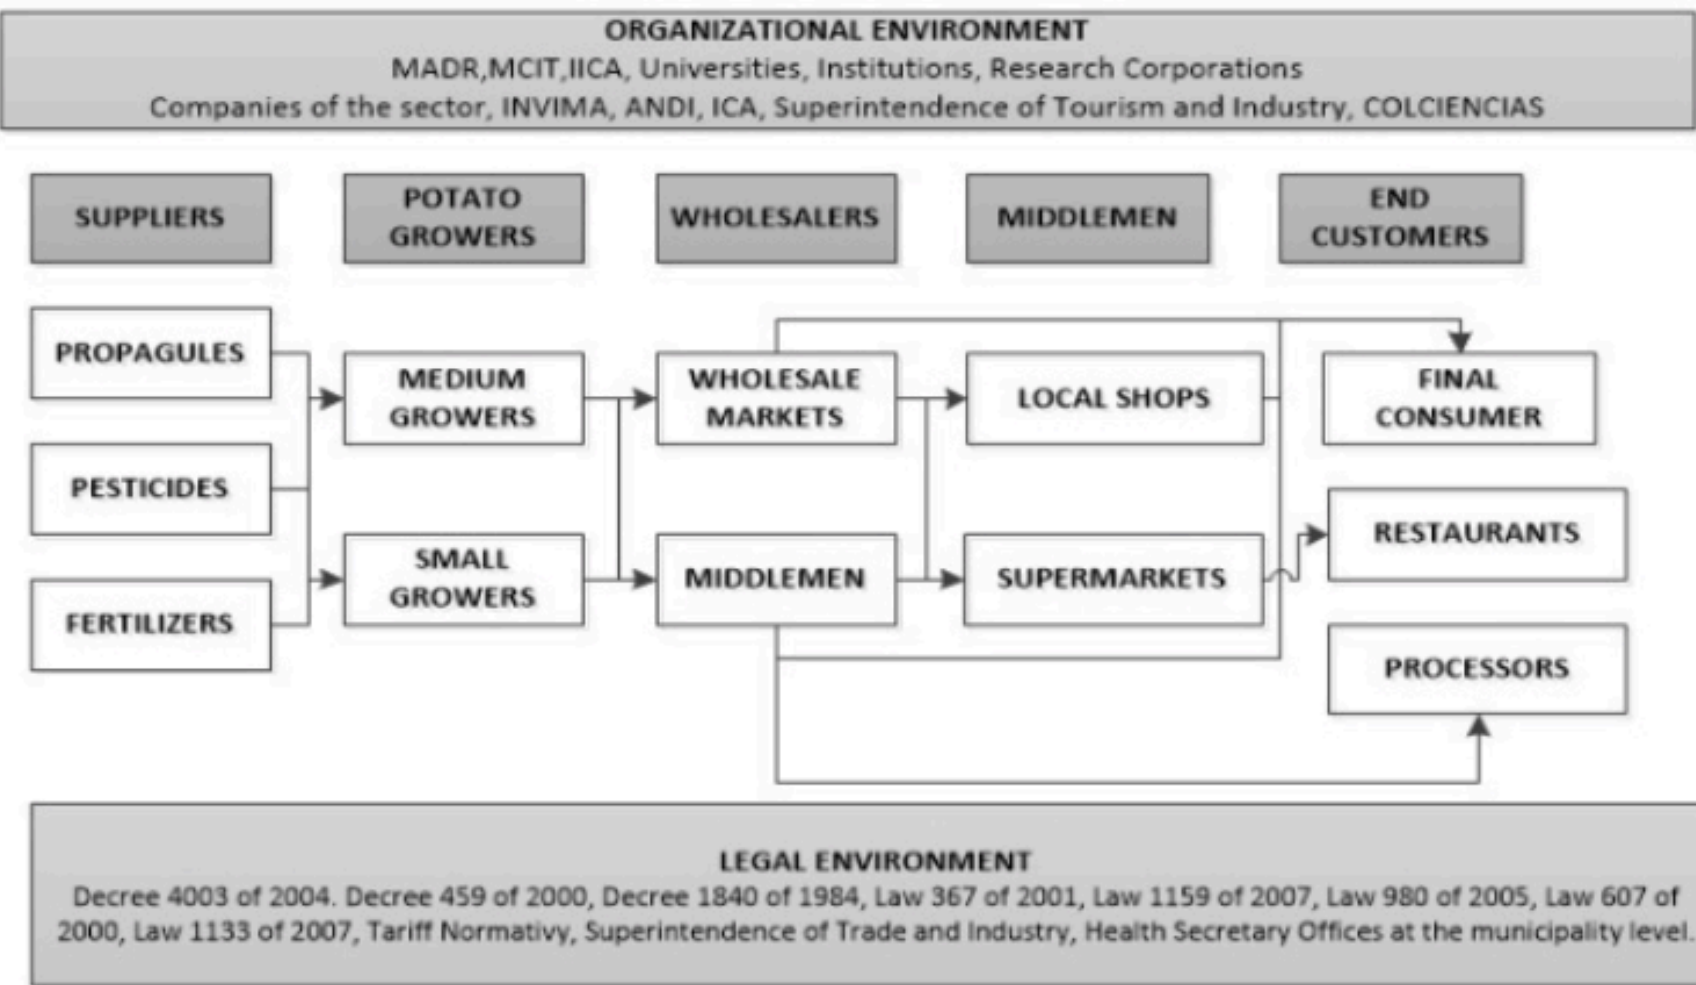 ORGANIZATIONAL ENVIRONMENT
MADR,MCIT,IICA, Universities, Institutions, Research Corporations
Companies of the sector, INVIMA, ANDI, ICA, Superintendence of Tourism and Industry, COLCIENCIAS
SUPPLIERS
POTATO
GROWERS
WHOLESALERS
MIDDLEMEN
END
CUSTOMERS
PROPAGULES
PESTICIDES
FERTILIZERS
MEDIUM
GROWERS
SMALL
GROWERS
WHOLESALE
MARKETS
MIDDLEMEN
LOCAL SHOPS
SUPERMARKETS
FINAL
CONSUMER
RESTAURANTS
PROCESSORS
LEGAL ENVIRONMENT
Decree 4003 of 2004. Decree 459 of 2000, Decree 1840 of 1984, Law 367 of 2001, Law 1159 of 2007, Law 980 of 2005, Law 607 of
2000, Law 1133 of 2007, Tariff Normativy, Superintendence of Trade and Industry, Health Secretary Offices at the municipality level.